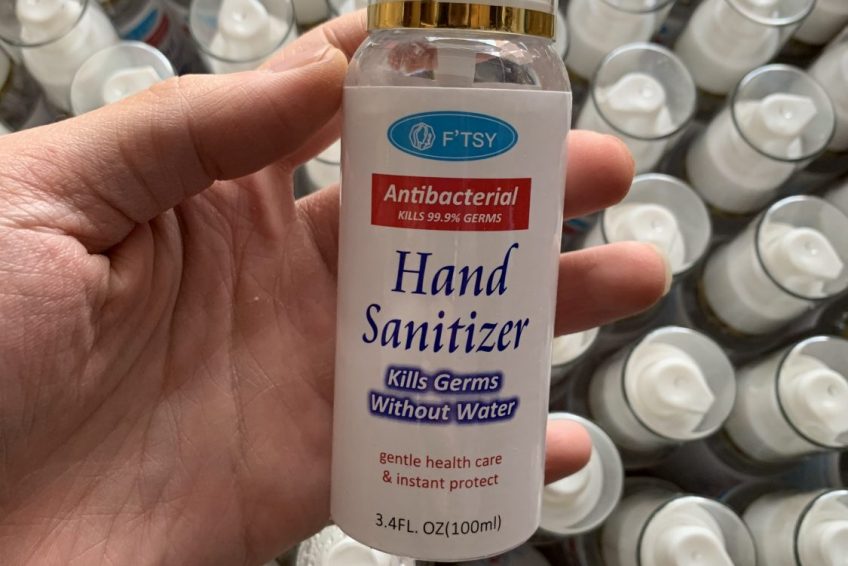 F'TSY
Antibacterial
KILLS 99.9% GERMS
Hand
Sanitizer
Kills Germs
Without Water
gentle health care
& instant protect
3.4FL. OZ(100ml)